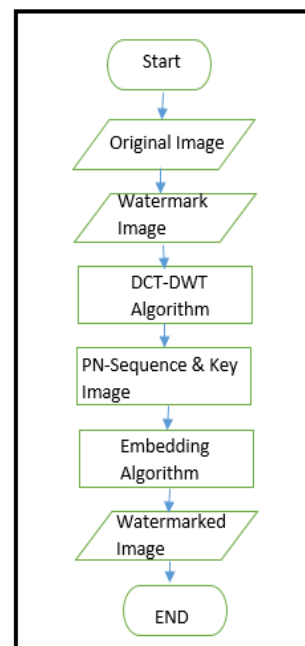 Start
Original Image
Watermark
Image
DCT-DWT
Algorithm
PN-Sequence & Key
Image
Embedding
Algorithm
Watermarked
Image
END